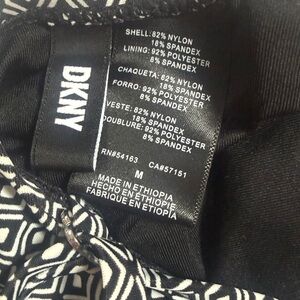 DKNY
SHELL: 82% NYLON
18% SPANDEX
LINING: 92% POLYESTER
8% SPANDEX
CHAQUETA: 82% NYLON
18% SPANDEX
FORRO: 92% POLYESTER
8% SPANDEX
VESTE: 82% NYLON
18% SPANDEX
DOUBLURE: 92% POLYESTER
8% SPANDEX
RN#54163 CA#57151
M
MADE IN ETHIOPIA
HECHO EN ETIOPÍA
FABRIQUE EN ETIOPIA